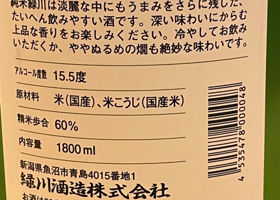 純米緑川は淡麗な中にもうまみをさらに残した、
たいへん飲みやすい酒です。深い味わいにからむ
上品な香りをお楽しみください。冷やしてお飲み
いただくか、ややぬるめの燗も絶妙な味わいです。
アルコール度数 15.5度
原材料 米(国産)、米こうじ(国産米)
精米歩合 60%
内容量 1800ml
新潟県魚沼市青島4015番地1
緑川酒造株式会社
4 535478 000048